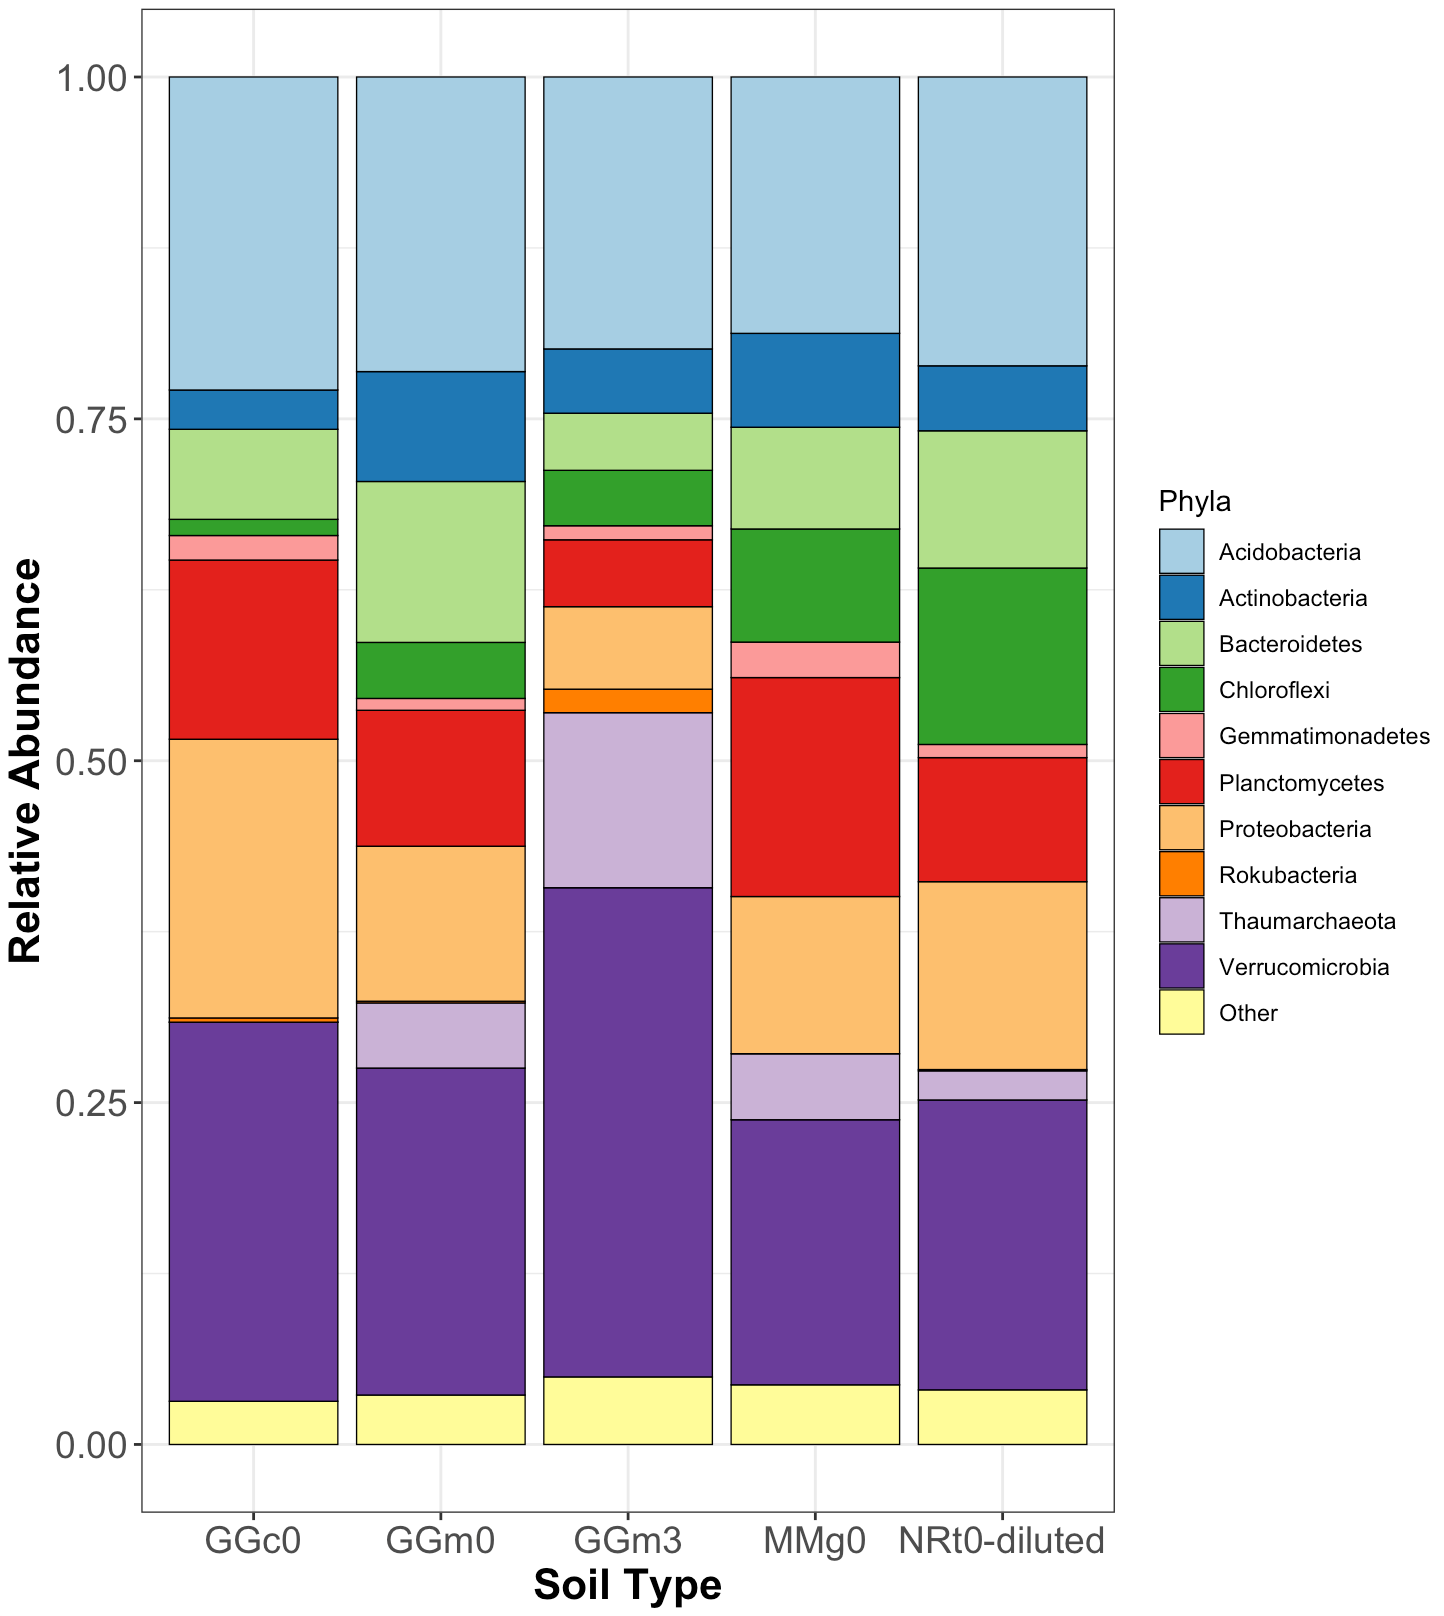 1.00
0.75
0.50
0.25
0.00
Relative Abundance
GGc0 GGm0 GGm3 MMg0 NRt0-diluted
Soil Type
Phyla
Acidobacteria
Actinobacteria
Bacteroidetes
Chloroflexi
Gemmatimonadetes
Planctomycetes
Proteobacteria
Rokubacteria
Thaumarchaeota
Verrucomicrobia
Other